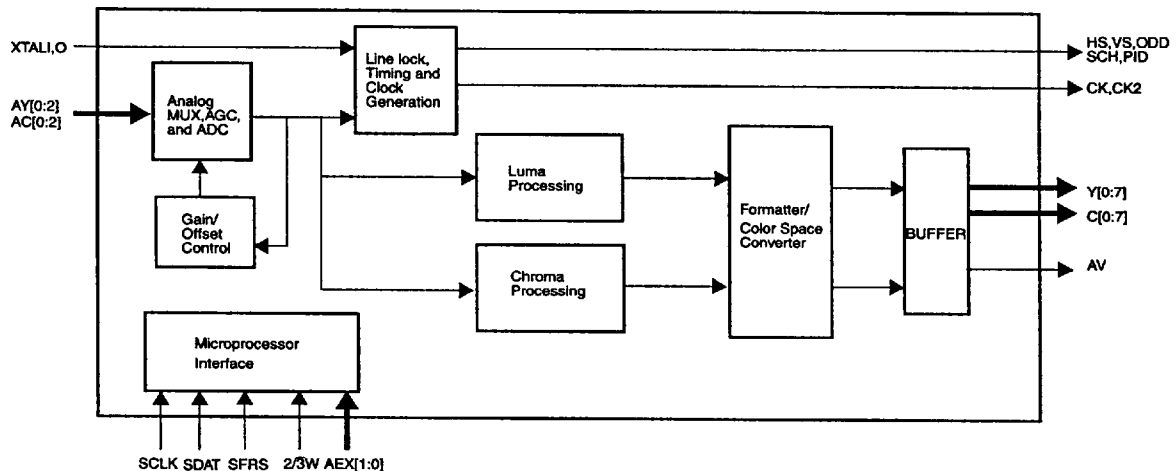 XTALI,O
AY[0:2]
AC[0:2]
Analog
MUX,AGC,
and ADC
Gain/
Offset
Control
Line lock,
Timing and
Clock
Generation
HS,VS,ODD
SCH,PID
CK,CK2
Luma
Processing
Chroma
Processing
Formatter/
Color Space
Converter
BUFFER
Y[0:7]
C[0:7]
AV
Microprocessor
Interface
SCLK SDAT SFRS 2/3W AEX[1:0]